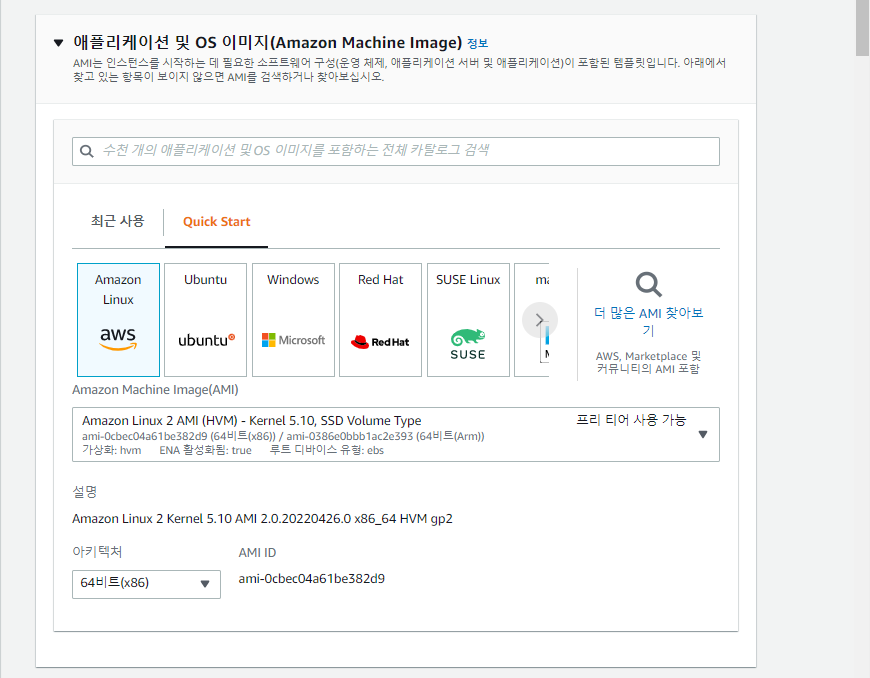 애플리케이션 및 OS 이미지(Amazon Machine Image) 정보
AMI는 인스턴스를 시작하는 데 필요한 소프트웨어 구성(운영 체제, 애플리케이션 서버 및 애플리케이션)이 포함된 템플릿입니다. 아래에서
찾고 있는 항목이 보이지 않으면 AMI를 검색하거나 찾아보십시오.
수천 개의 애플리케이션 및 OS 이미지를 포함하는 전체 카탈로그 검색
최근 사용
Quick Start
Amazon
Linux
aws
Ubuntu
ubuntu
Windows
Microsoft
Red Hat
Red Hat
SUSE Linux
SUSE
ma
M
더 많은 AMI 찾아보
기
AWS, Marketplace 및
커뮤니티의 AMI 포함
Amazon Machine Image(AMI)
Amazon Linux 2 AMI (HVM) - Kernel 5.10, SSD Volume Type 프리 티어 사용 가능
ami-0cbec04a61be382d9 (64비트(x86)) / ami-0386e0bbb1ac2e393 (64비트(Arm))
가상화: hvm ENA 활성화됨: true 루트 디바이스 유형: ebs
설명
Amazon Linux 2 Kernel 5.10 AMI 2.0.20220426.0 x86_64 HVM gp2
아키텍처
64비트(x86)
AMI ID
ami-0cbec04a61be382d9